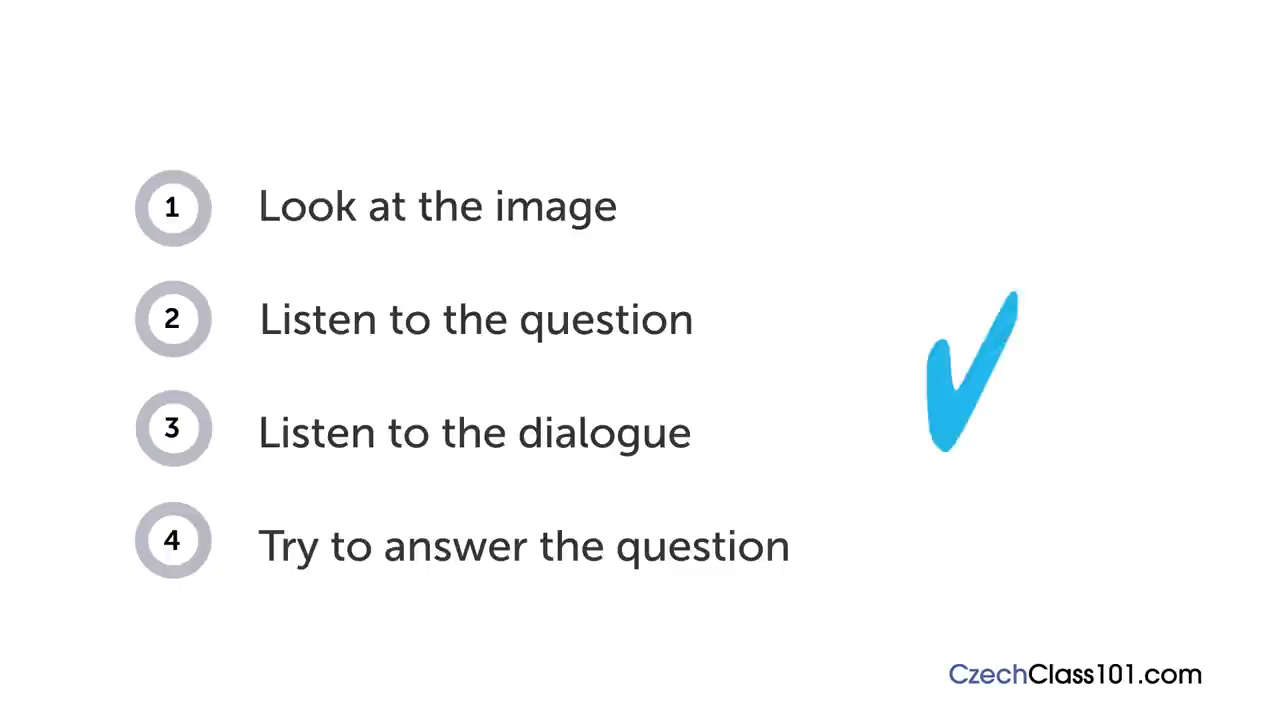 1 Look at the image
2 Listen to the question
3 Listen to the dialogue
4 Try to answer the question
CzechClass101.com